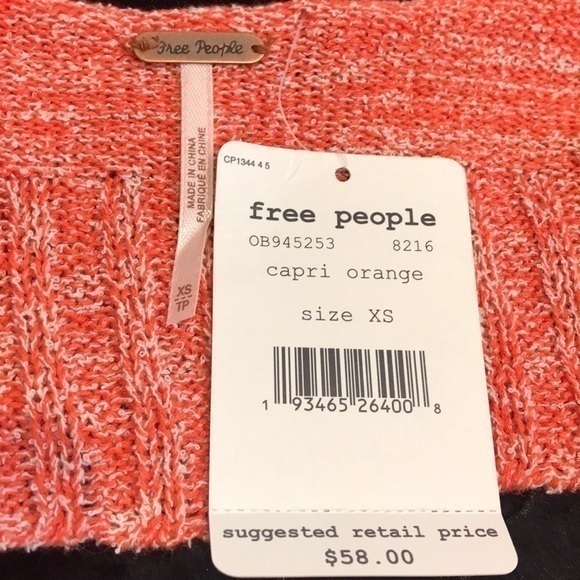 Free People
MADE IN CHINA
FABRIQUÉ EN CHINE
XS
TP
CP1344 4 5
free people
OB945253 8216
capri orange
size XS
1 93465 26400 8
suggested retail price
$58.00